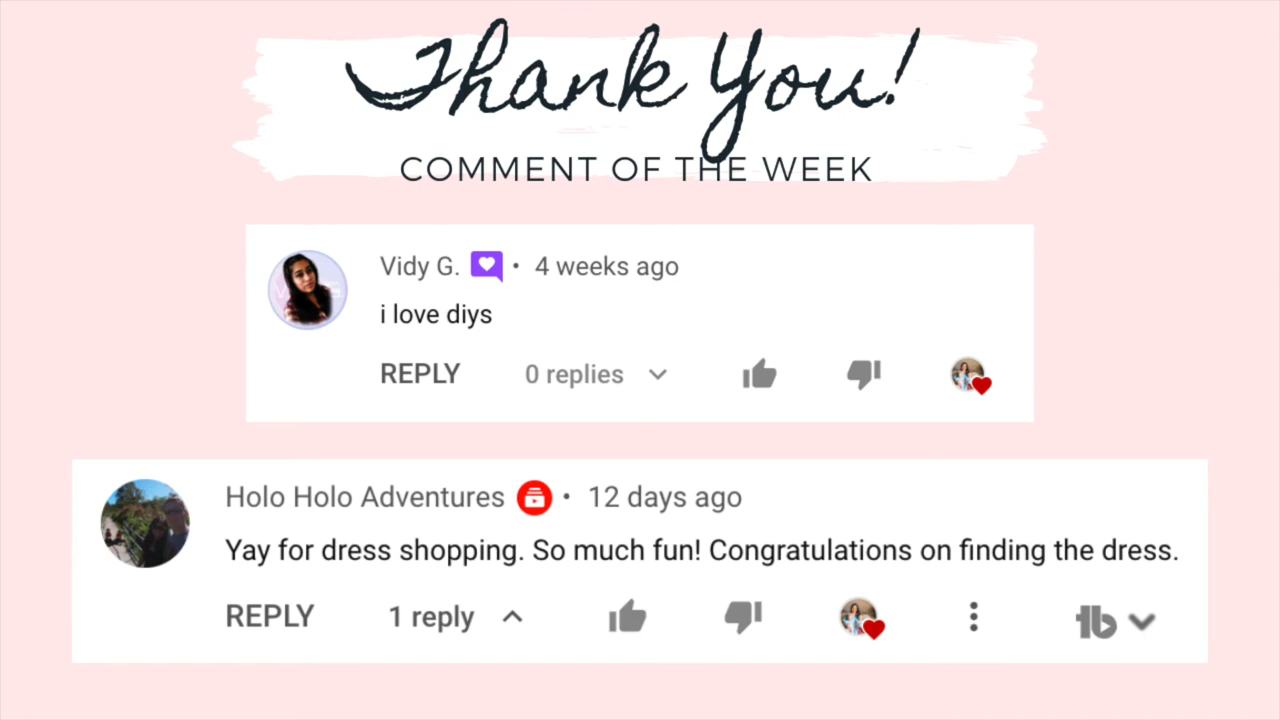 Thank You!
COMMENT OF THE WEEK
Vidy G. • 4 weeks ago
i love diys
REPLY 0 replies
Holo Holo Adventures • 12 days ago
Yay for dress shopping. So much fun! Congratulations on finding the dress.
REPLY 1 reply
tb